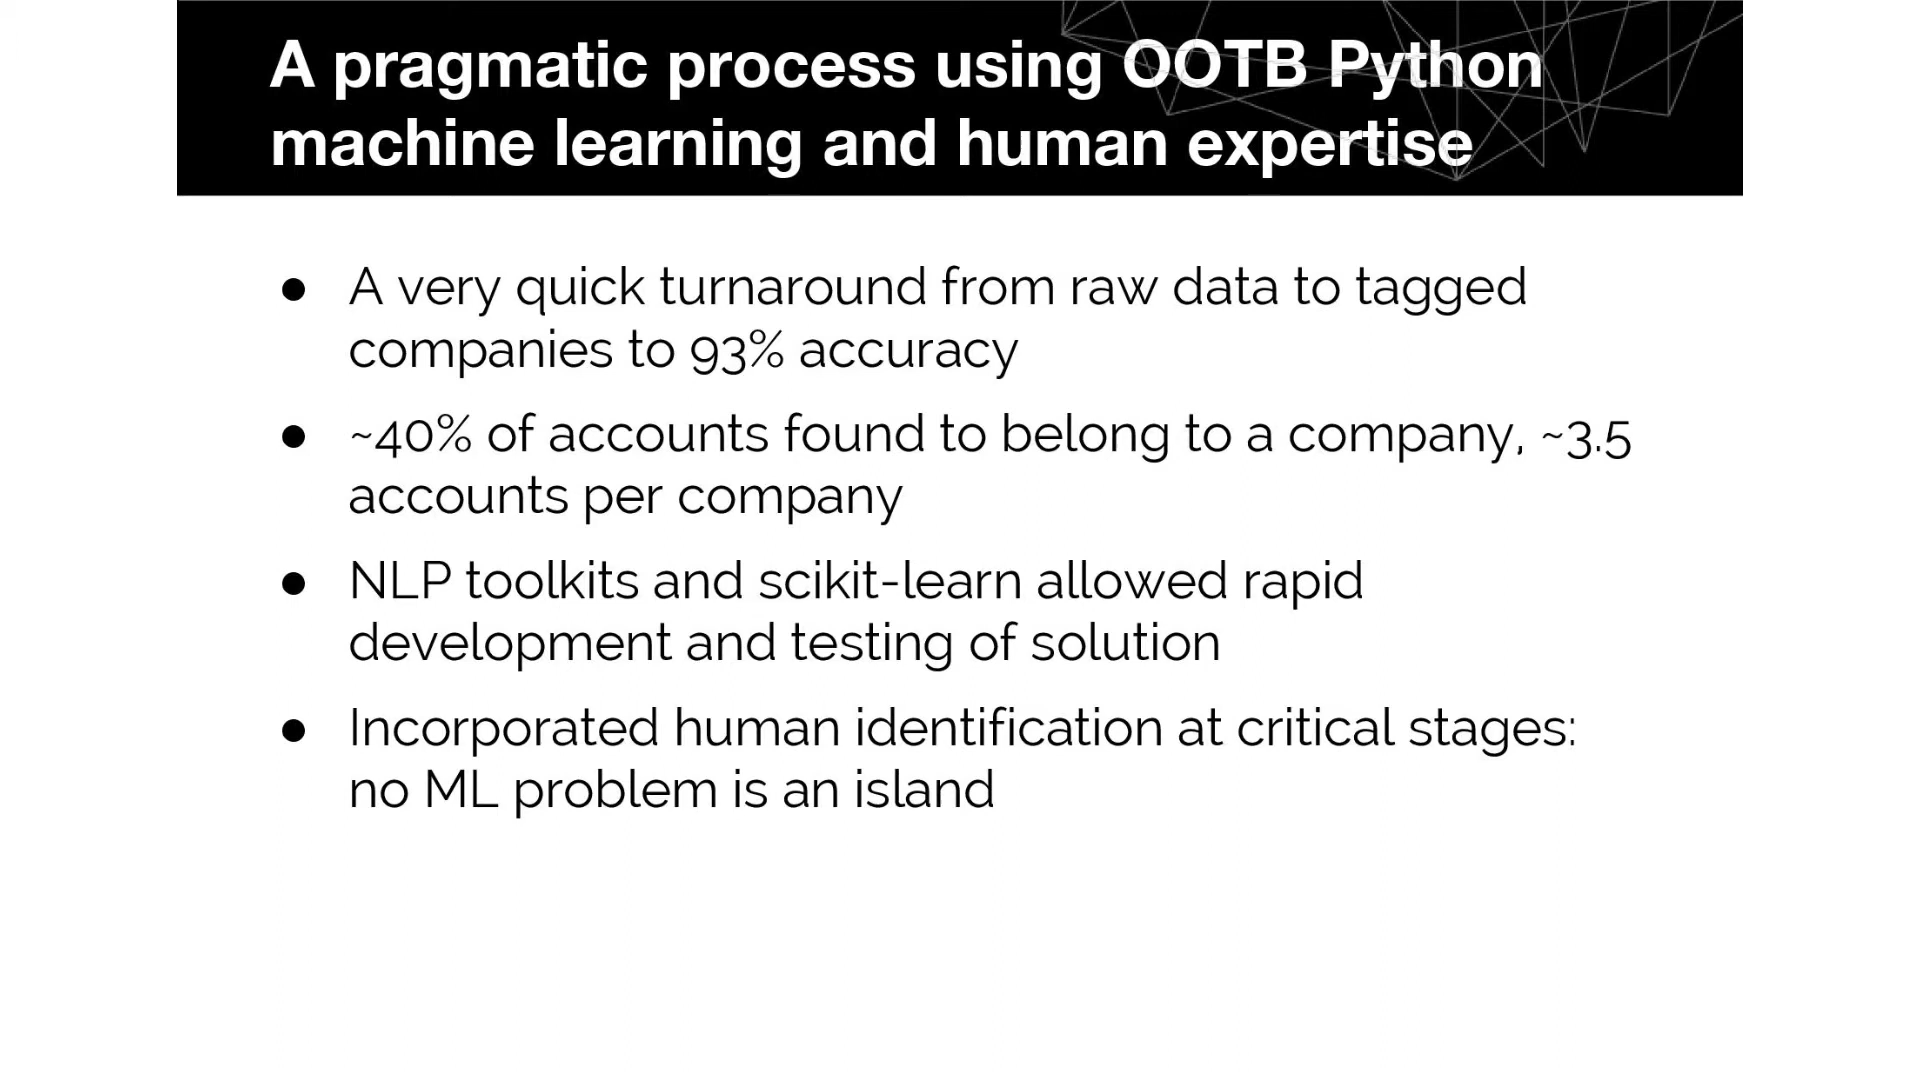 A pragmatic process using OOTB Python
machine learning and human expertise
● A very quick turnaround from raw data to tagged
companies to 93% accuracy
● ~40% of accounts found to belong to a company, ~3.5
accounts per company
● NLP toolkits and scikit-learn allowed rapid
development and testing of solution
● Incorporated human identification at critical stages:
no ML problem is an island